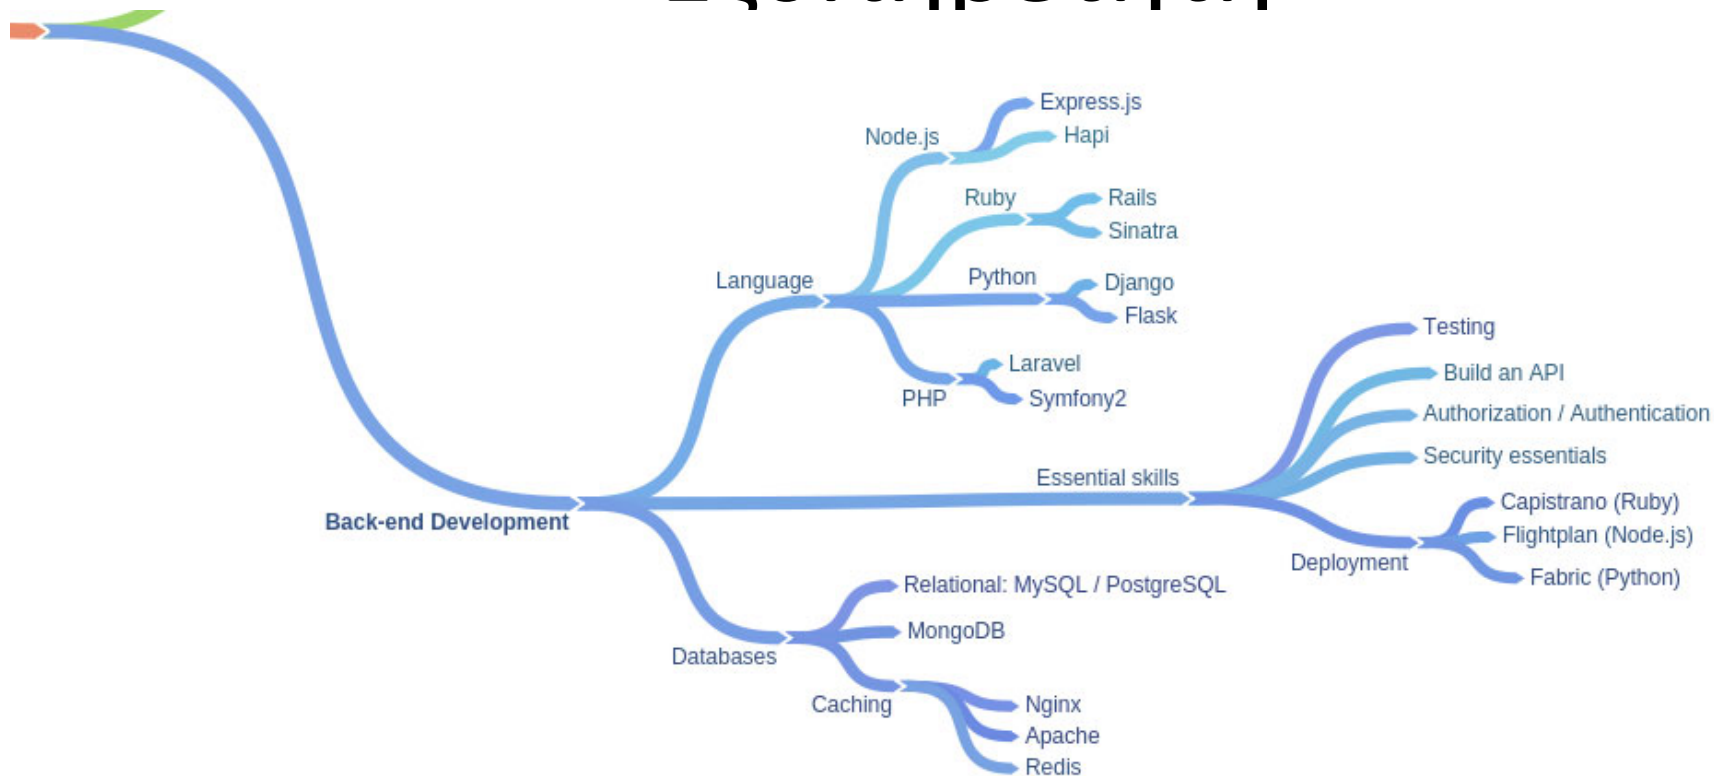 Express.js
Node.js
Hapi
Ruby
Rails
Sinatra
Language
Python
Django
Flask
Laravel
PHP
Symfony2
Testing
Build an API
Authorization / Authentication
Security essentials
Essential skills
Capistrano (Ruby)
Flightplan (Node.js)
Deployment
Fabric (Python)
Back-end Development
Relational: MySQL / PostgreSQL
MongoDB
Databases
Caching
Nginx
Apache
Redis